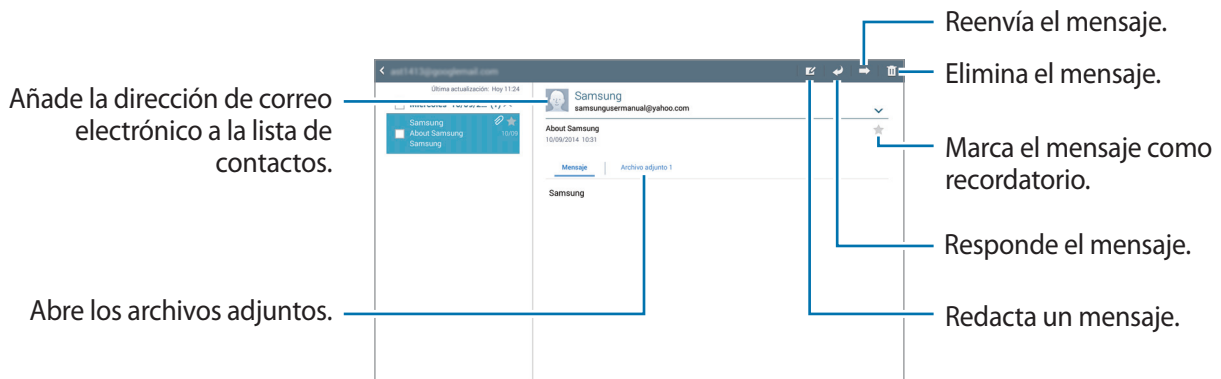 Reenvía el mensaje.
Elimina el mensaje.
Añade la dirección de correo
electrónico a la lista de
contactos.
Marca el mensaje como
recordatorio.
Responde el mensaje.
Abre los archivos adjuntos.
Redacta un mensaje.
Última actualización: Hoy 11:24
Samsung
About Samsung 10/09
Samsung
Samsung
samsungusermanual@yahoo.com
About Samsung
10/09/2014 10:31
Mensaje Archivo adjunto 1
Samsung